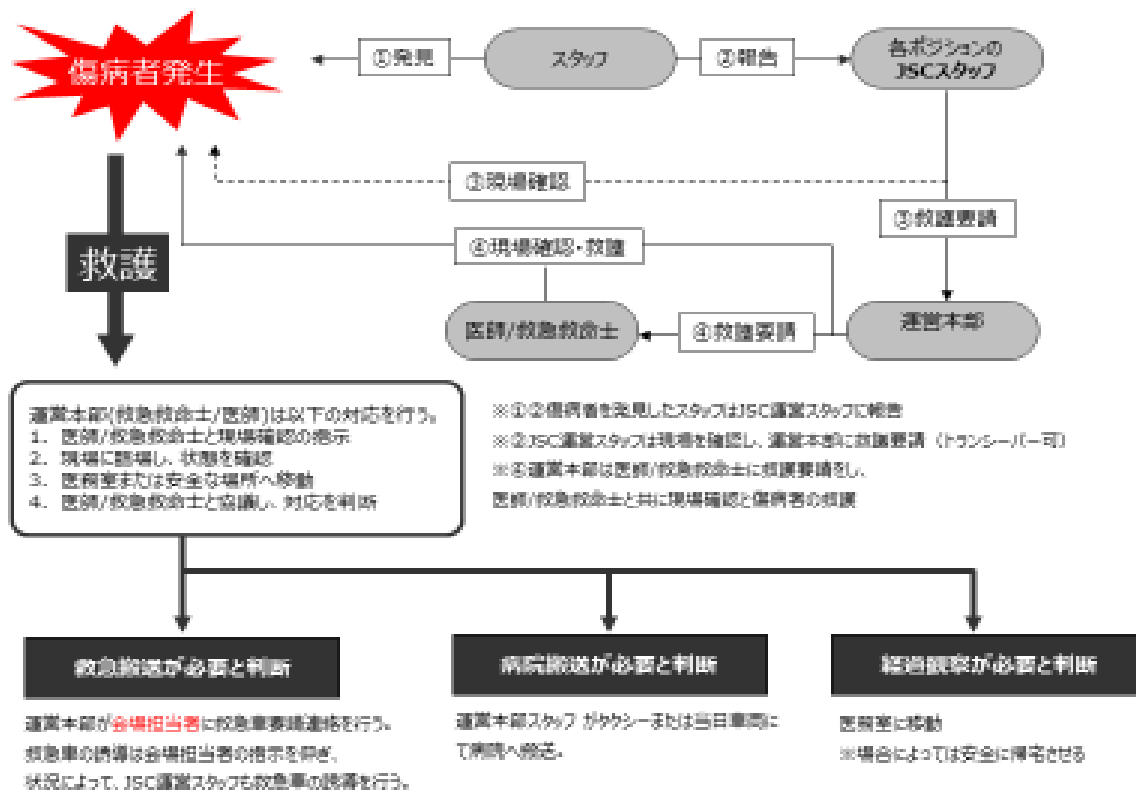 傷病者発生
①発見
スタッフ
②報告
各ポジションの
JSCスタッフ
③現場確認
③救護要請
④現場確認・救護
救護
医師/救急救命士
④救護要請
運営本部
運営本部(救急救命士/医師)は以下の対応を行う。
1. 医師/救急救命士と現場確認の指示
2. 現場に臨場し、状態を確認
3. 医務室または安全な場所へ移動
4. 医師/救急救命士と協議し、対応を判断
※①②傷病者を発見したスタッフはJSC運営スタッフに報告
※②JSC運営スタッフは現場を確認し、運営本部に救護要請（トランシーバー可）
※④運営本部は医師/救急救命士に救護要請をし、
医師/救急救命士と共に現場確認と傷病者の救護
救急搬送が必要と判断
病院搬送が必要と判断
経過観察が必要と判断
運営本部が会場担当者に救急車要請連絡を行う。
救急車の誘導は会場担当者の指示を仰ぎ、
状況によって、JSC運営スタッフも救急車の誘導を行う。
運営本部スタッフ がタクシーまたは当日車両に
て病院へ搬送。
医務室に移動
※場合によっては安全に帰宅させる